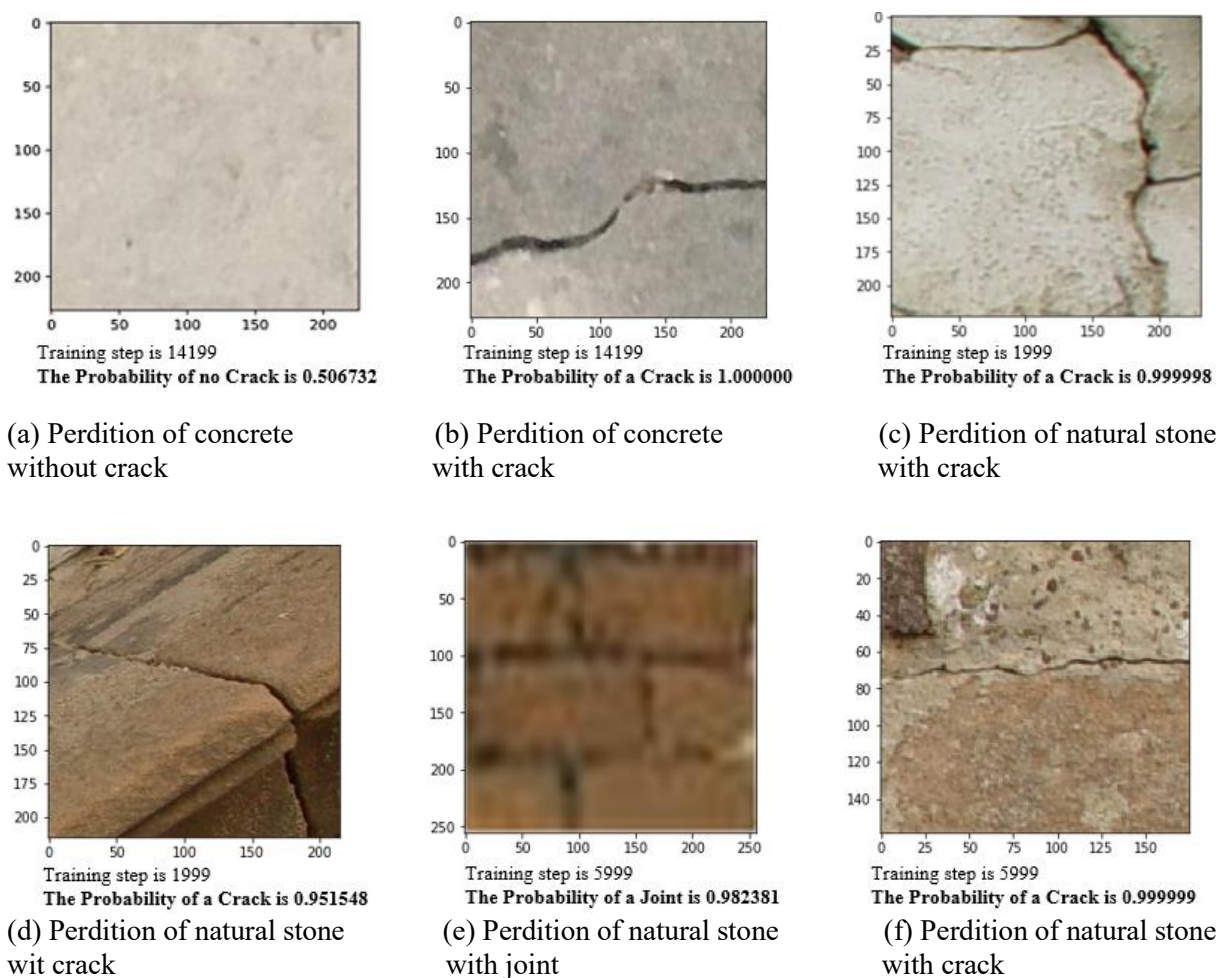 0
50
100
150
200
0 50 100 150 200
Training step is 14199
The Probability of no Crack is 0.506732
(a) Perdition of concrete
without crack
0
50
100
150
200
0 50 100 150 200
Training step is 14199
The Probability of a Crack is 1.000000
(b) Perdition of concrete
with crack
0
25
50
75
100
125
150
175
200
0 50 100 150 200
Training step is 1999
The Probability of a Crack is 0.999998
(c) Perdition of natural stone
with crack
0
25
50
75
100
125
150
175
200
0 50 100 150 200
Training step is 1999
The Probability of a Crack is 0.951548
(d) Perdition of natural stone
wit crack
0
50
100
150
200
250
0 50 100 150 200 250
Training step is 5999
The Probability of a Joint is 0.982381
(e) Perdition of natural stone
with joint
0
20
40
60
80
100
120
140
0 25 50 75 100 125 150
Training step is 5999
The Probability of a Crack is 0.999999
(f) Perdition of natural stone
with crack